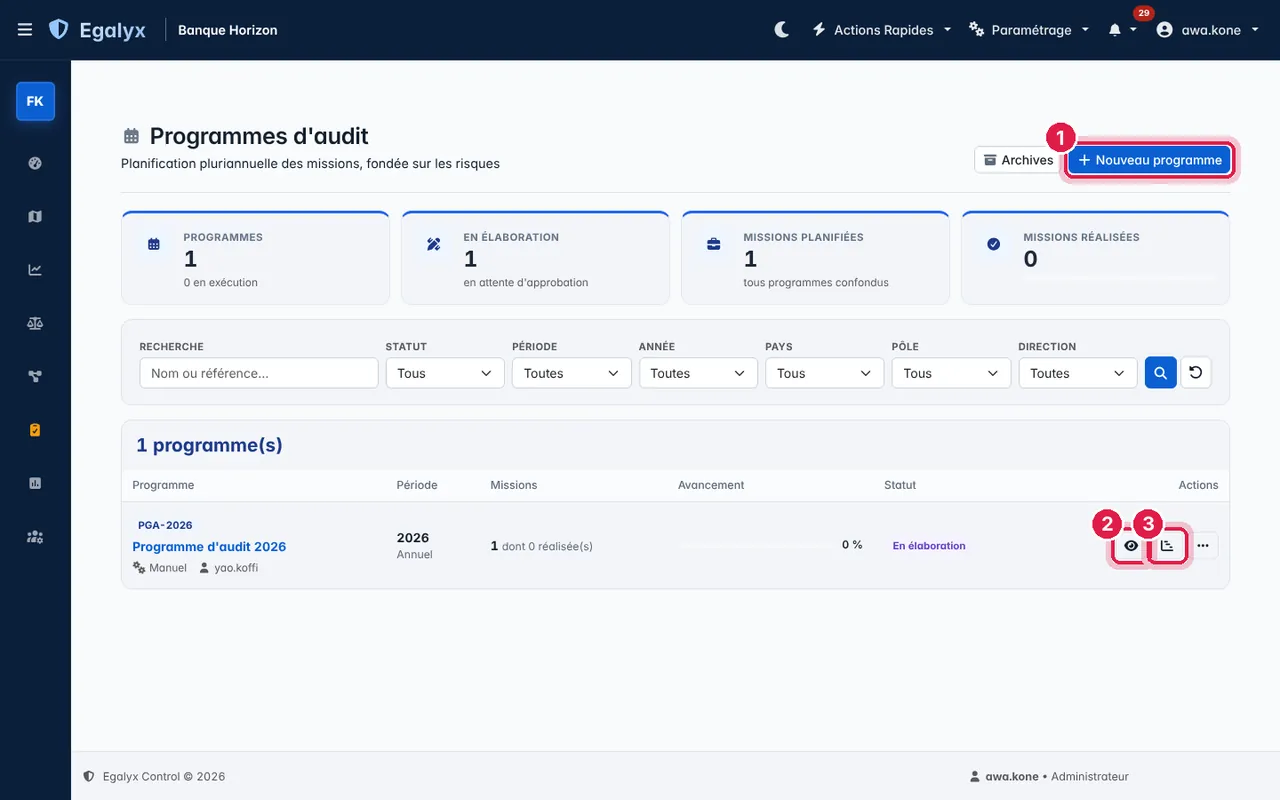 Egalyx
Banque Horizon
Actions Rapides
Paramétrage
29
awa.kone
FK
Programmes d'audit
Planification pluriannuelle des missions, fondée sur les risques
Archives
1
+ Nouveau programme
PROGRAMMES
1
0 en exécution
EN ÉLABORATION
1
en attente d'approbation
MISSIONS PLANIFIÉES
1
tous programmes confondus
MISSIONS RÉALISÉES
0
RECHERCHE
Nom ou référence...
STATUT
Tous
PÉRIODE
Toutes
ANNÉE
Toutes
PAYS
Tous
PÔLE
Tous
DIRECTION
Toutes
1 programme(s)
Programme Période Missions Avancement Statut Actions
PGA-2026
Programme d'audit 2026
Manuel yao.koffi
2026
Annuel
1 dont 0 réalisée(s)
0 %
En élaboration
2
3
Egalyx Control © 2026
awa.kone • Administrateur